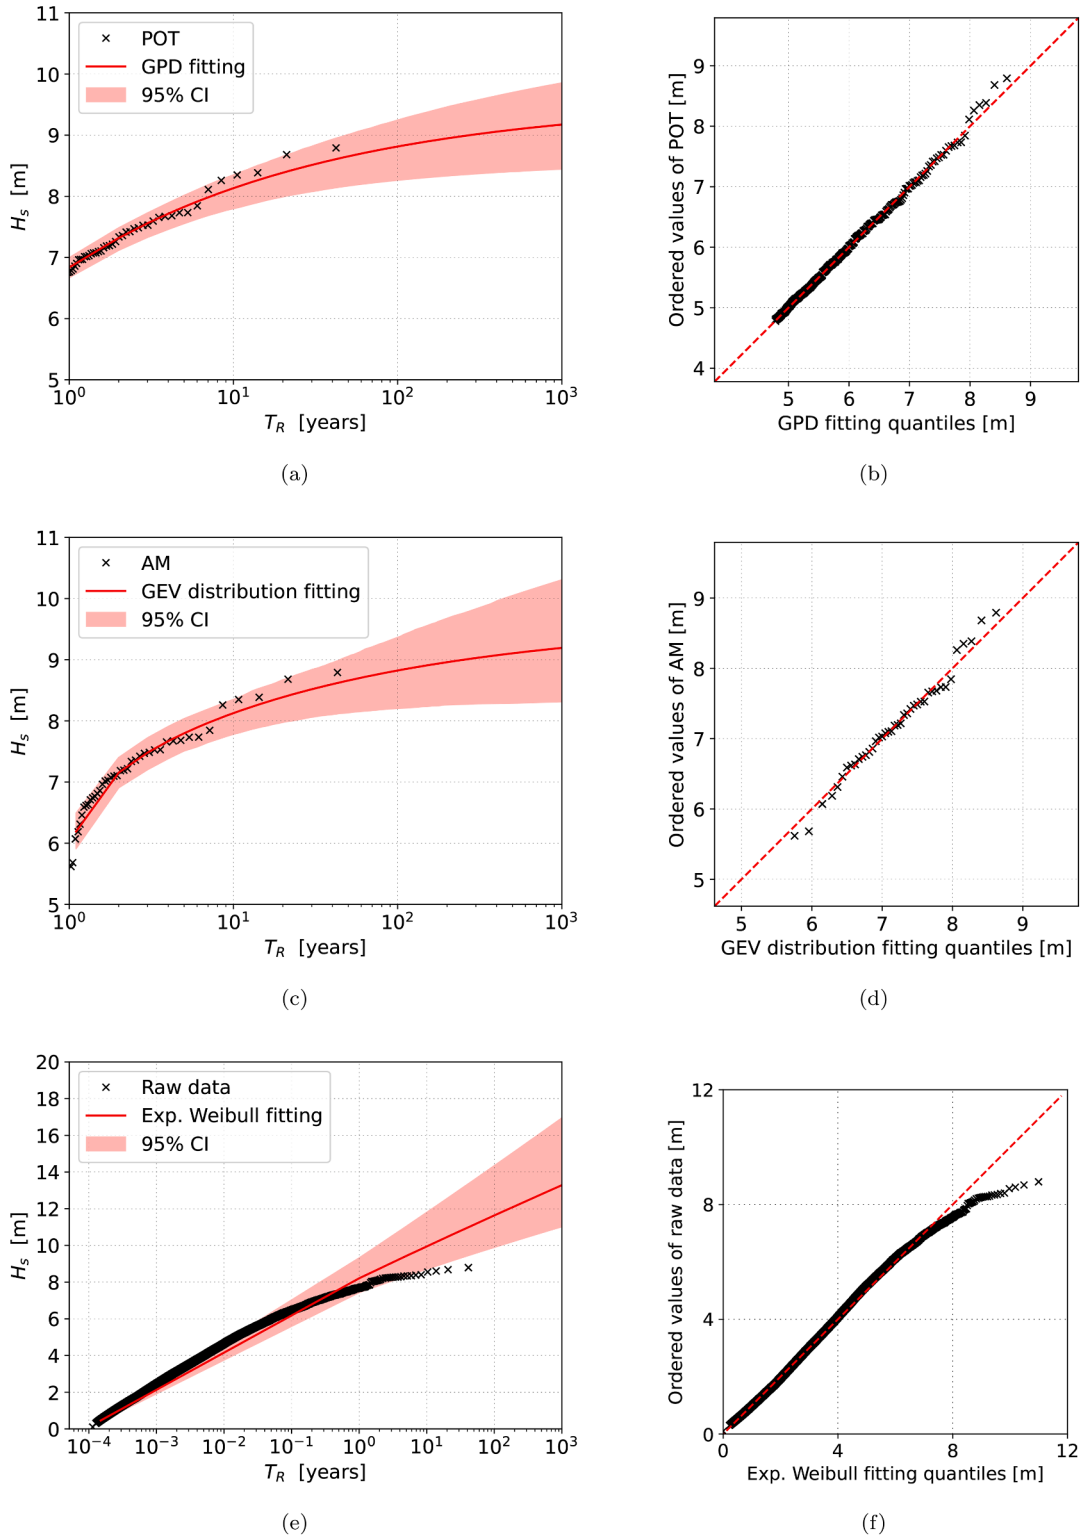 11
10
9
8
7
6
5
H_s [m]
× POT
GPD fitting
95% CI
10^0 10^1 10^2 10^3
T_R [years]
(a)
9
8
7
6
5
4
Ordered values of POT [m]
5 6 7 8 9
GPD fitting quantiles [m]
(b)
11
10
9
8
7
6
5
H_s [m]
× AM
GEV distribution fitting
95% CI
10^0 10^1 10^2 10^3
T_R [years]
(c)
9
8
7
6
5
Ordered values of AM [m]
5 6 7 8 9
GEV distribution fitting quantiles [m]
(d)
20
18
16
14
12
10
8
6
4
2
0
H_s [m]
× Raw data
Exp. Weibull fitting
95% CI
10^−4 10^−3 10^−2 10^−1 10^0 10^1 10^2 10^3
T_R [years]
(e)
12
8
4
0
Ordered values of raw data [m]
0 4 8 12
Exp. Weibull fitting quantiles [m]
(f)